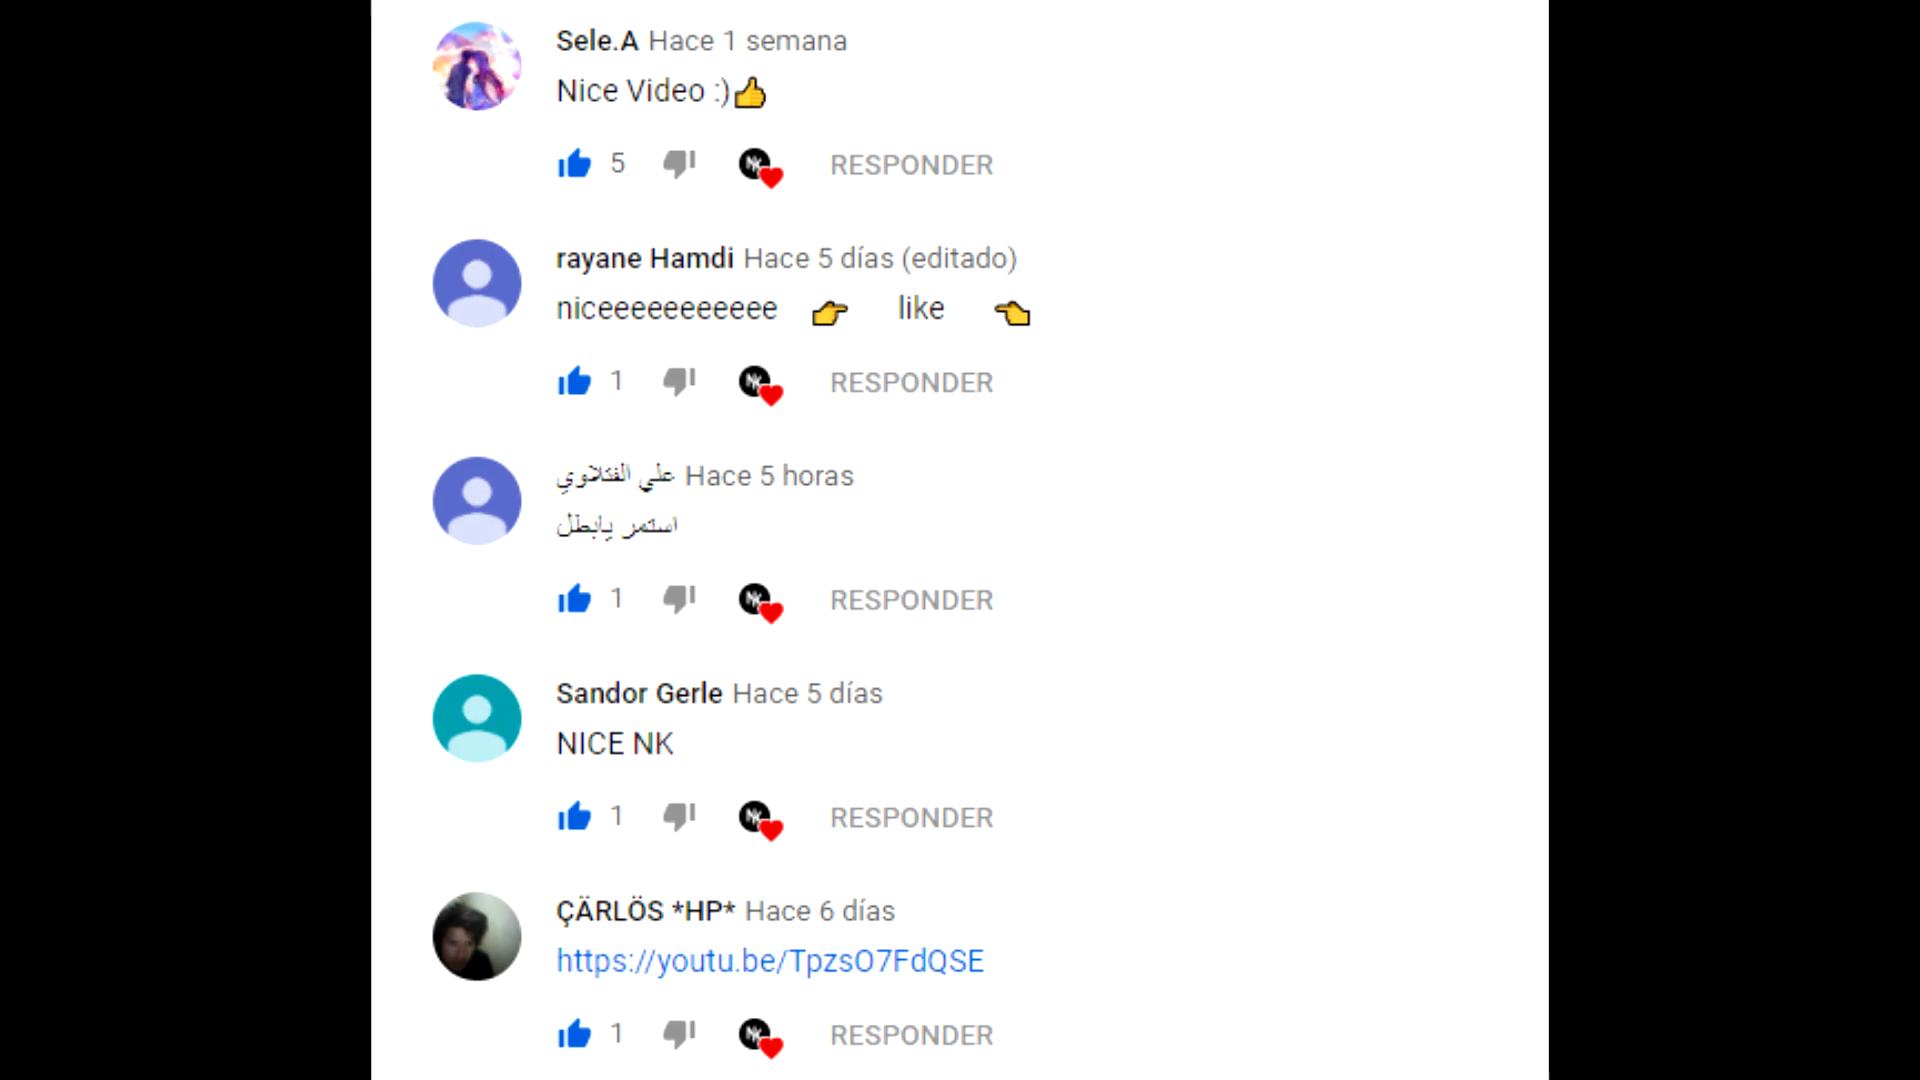 Sele.A Hace 1 semana
Nice Video :)👍
5 RESPONDER
rayane Hamdi Hace 5 días (editado)
niceeeeeeeeeee 👉 like 👈
1 RESPONDER
علي الفتلاوي Hace 5 horas
استمر يابطل
1 RESPONDER
Sandor Gerle Hace 5 días
NICE NK
1 RESPONDER
ÇÄRLÖS *HP* Hace 6 días
https://youtu.be/TpzsO7FdQSE
1 RESPONDER